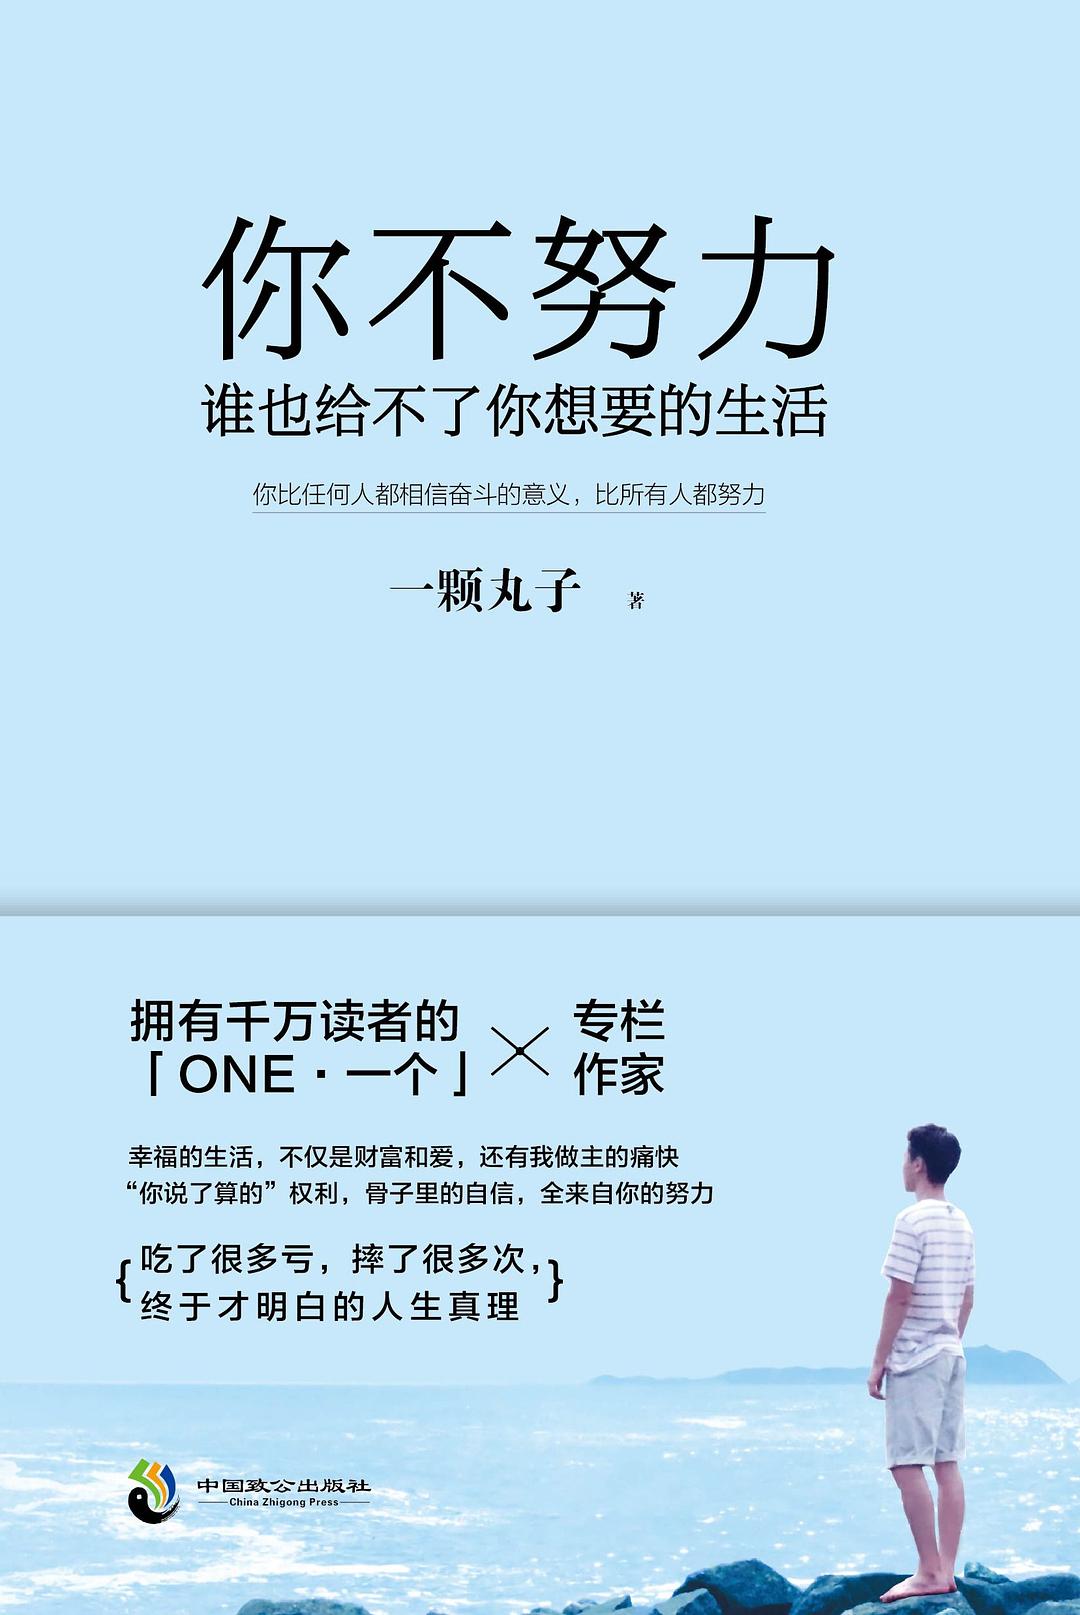 你不努力
谁也给不了你想要的生活
你比任何人都相信奋斗的意义，比所有人都努力
一颗丸子 著
拥有千万读者的
「ONE·一个」× 专栏
作家
幸福的生活，不仅是财富和爱，还有我做主的痛快
“你说了算的”权利，骨子里的自信，全来自你的努力
{吃了很多亏，摔了很多次，
终于才明白的人生真理}
中国致公出版社
China Zhigong Press